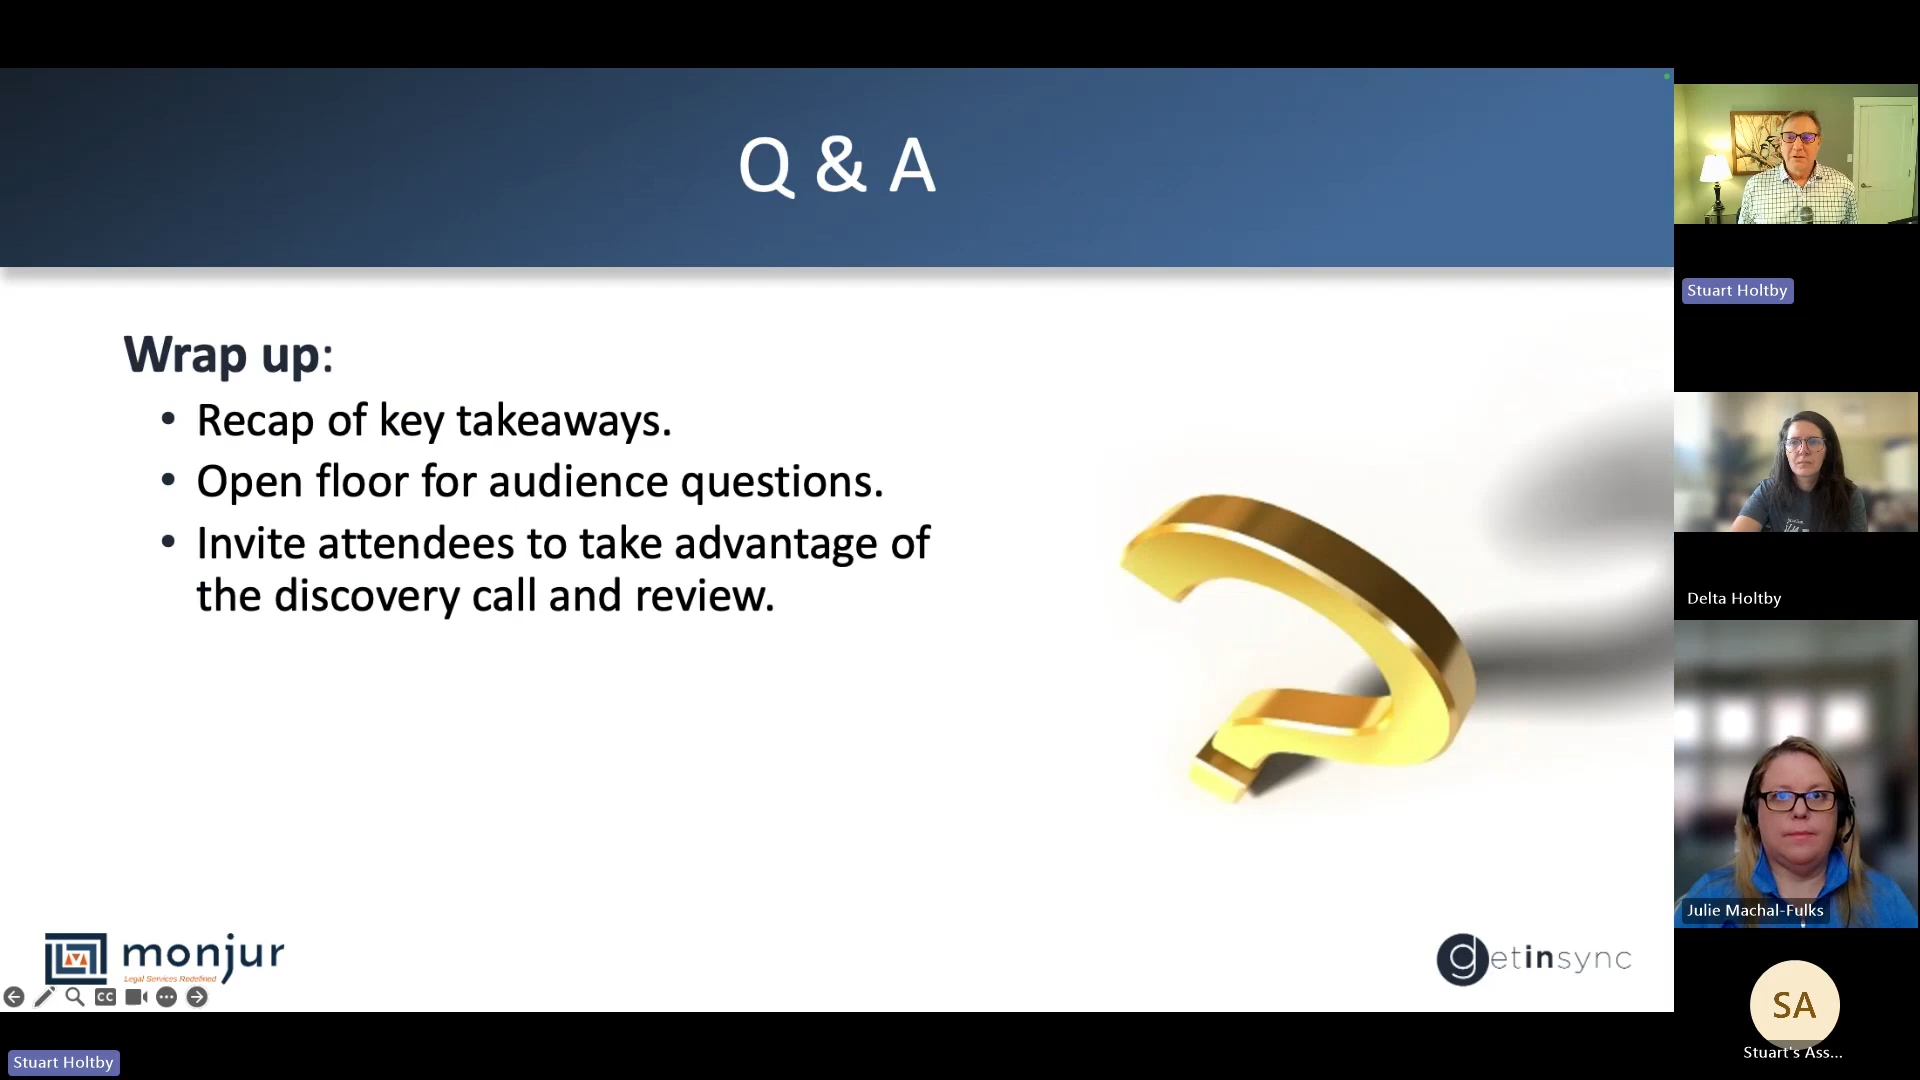 Q & A
Wrap up:
• Recap of key takeaways.
• Open floor for audience questions.
• Invite attendees to take advantage of
the discovery call and review.
monjur
Legal Services Redefined
getinsync
CC
Stuart Holtby
Stuart Holtby
Delta Holtby
Julie Machal-Fulks
SA
Stuart's Ass...